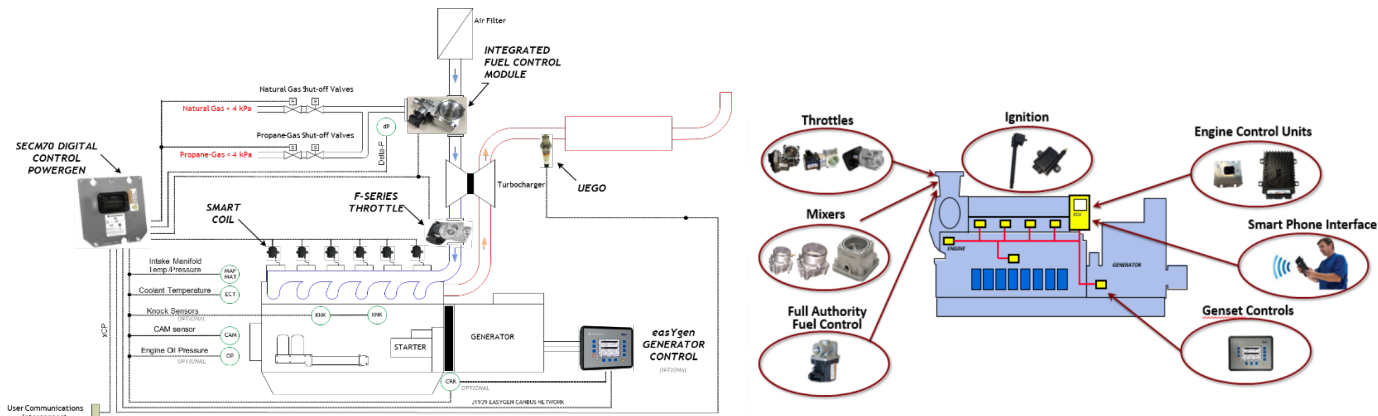 Air Filter
INTEGRATED
FUEL CONTROL
MODULE
Natural Gas Shut-off Valves
Natural Gas < 4 kPa
dP
Delta-P
Propane-Gas Shut-off Valves
Propane-Gas < 4 kPa
SECM70 DIGITAL
CONTROL
POWERGEN
Turbocharger
UEGO
F-SERIES
THROTTLE
SMART
COIL
Intake Manifold
Temp./Pressure
MAP
MAT
Coolant Temperature
ECT
Knock Sensors
OPTIONAL
KNK
KNK
CAM sensor
CAM
Engine Oil Pressure
OPTIONAL
OP
xCP
STARTER
GENERATOR
easYgen
GENERATOR
CONTROL
OPTIONAL
CRK
OPTIONAL
J1939 EASYGEN CANBUS NETWORK
User Communications
Throttles
Ignition
Engine Control Units
Mixers
Smart Phone Interface
ECU
ENGINE
GENERATOR
Full Authority
Fuel Control
Genset Controls